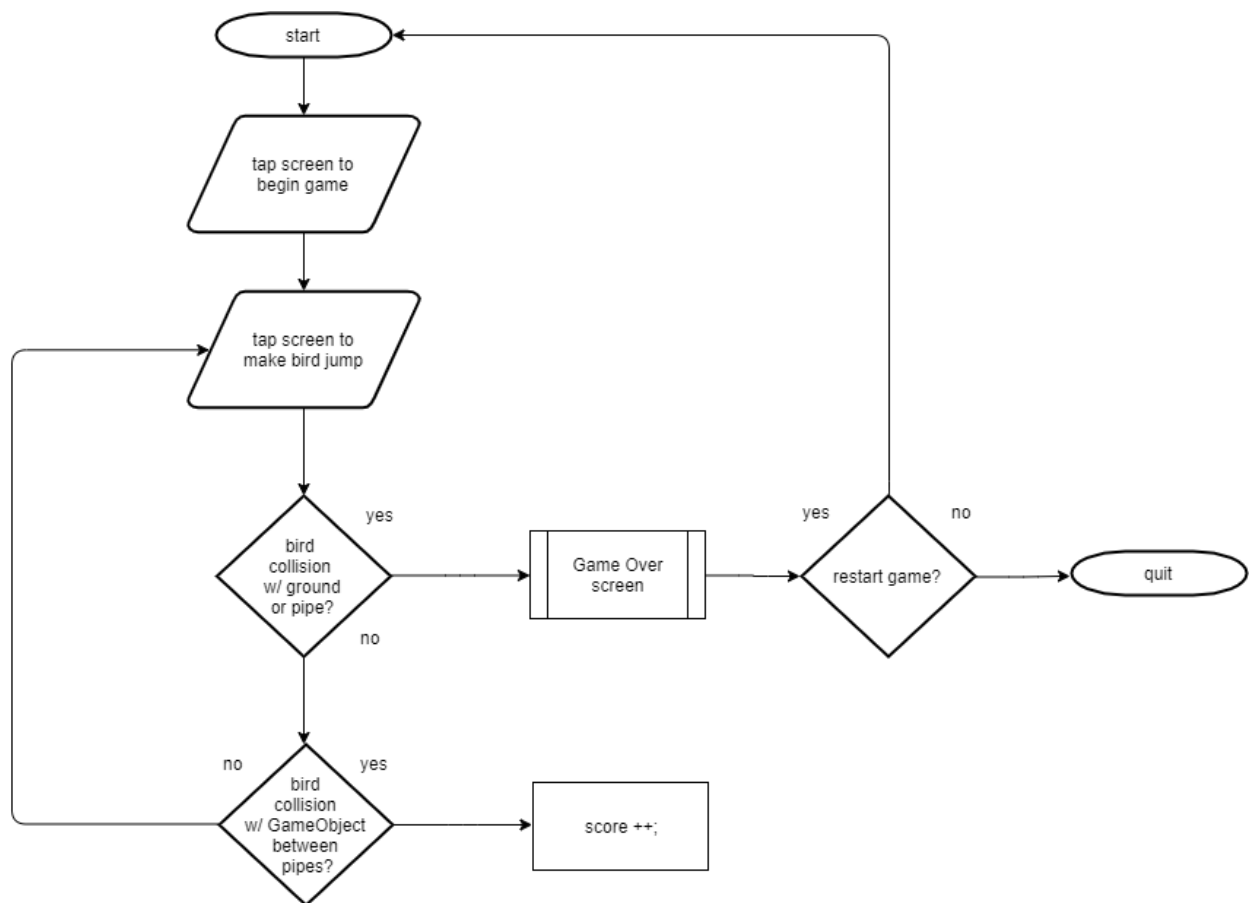 start
tap screen to
begin game
tap screen to
make bird jump
yes
bird
collision
w/ ground
or pipe?
no
Game Over
screen
yes
no
restart game?
quit
no
yes
bird
collision
w/ GameObject
between
pipes?
score ++;